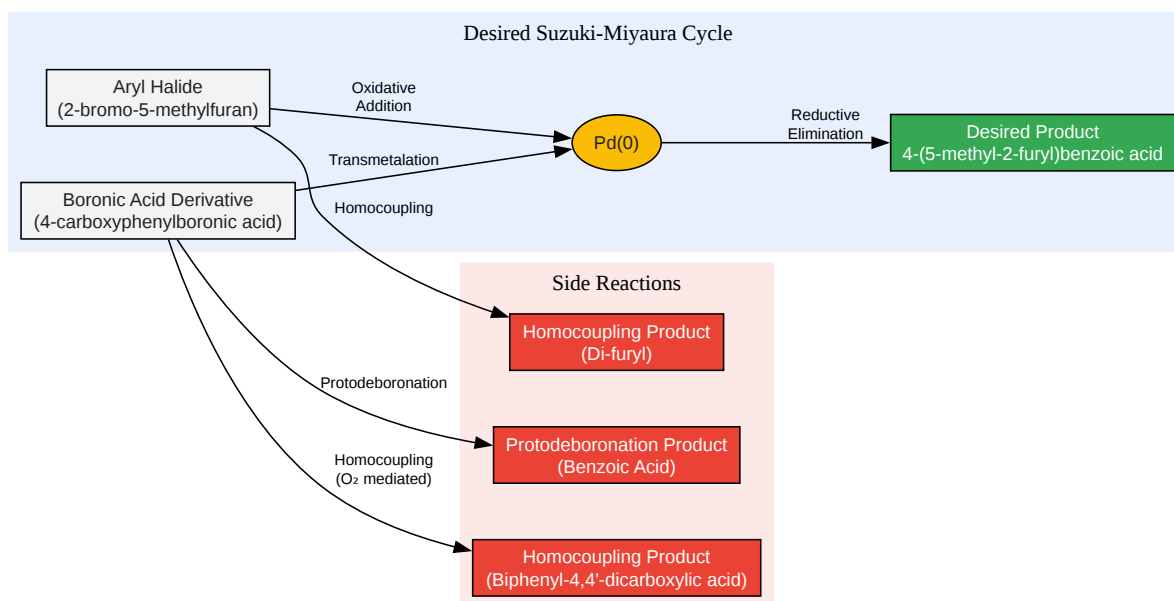 Desired Suzuki-Miyaura Cycle
Aryl Halide
(2-bromo-5-methylfuran)
Oxidative
Addition
Pd(0)
Reductive
Elimination
Desired Product
4-(5-methyl-2-furyl)benzoic acid
Transmetalation
Boronic Acid Derivative
(4-carboxyphenylboronic acid)
Homocoupling
Side Reactions
Homocoupling Product
(Di-furyl)
Protodeboronation
Protodeboronation Product
(Benzoic Acid)
Homocoupling
(O₂ mediated)
Homocoupling Product
(Biphenyl-4,4'-dicarboxylic acid)